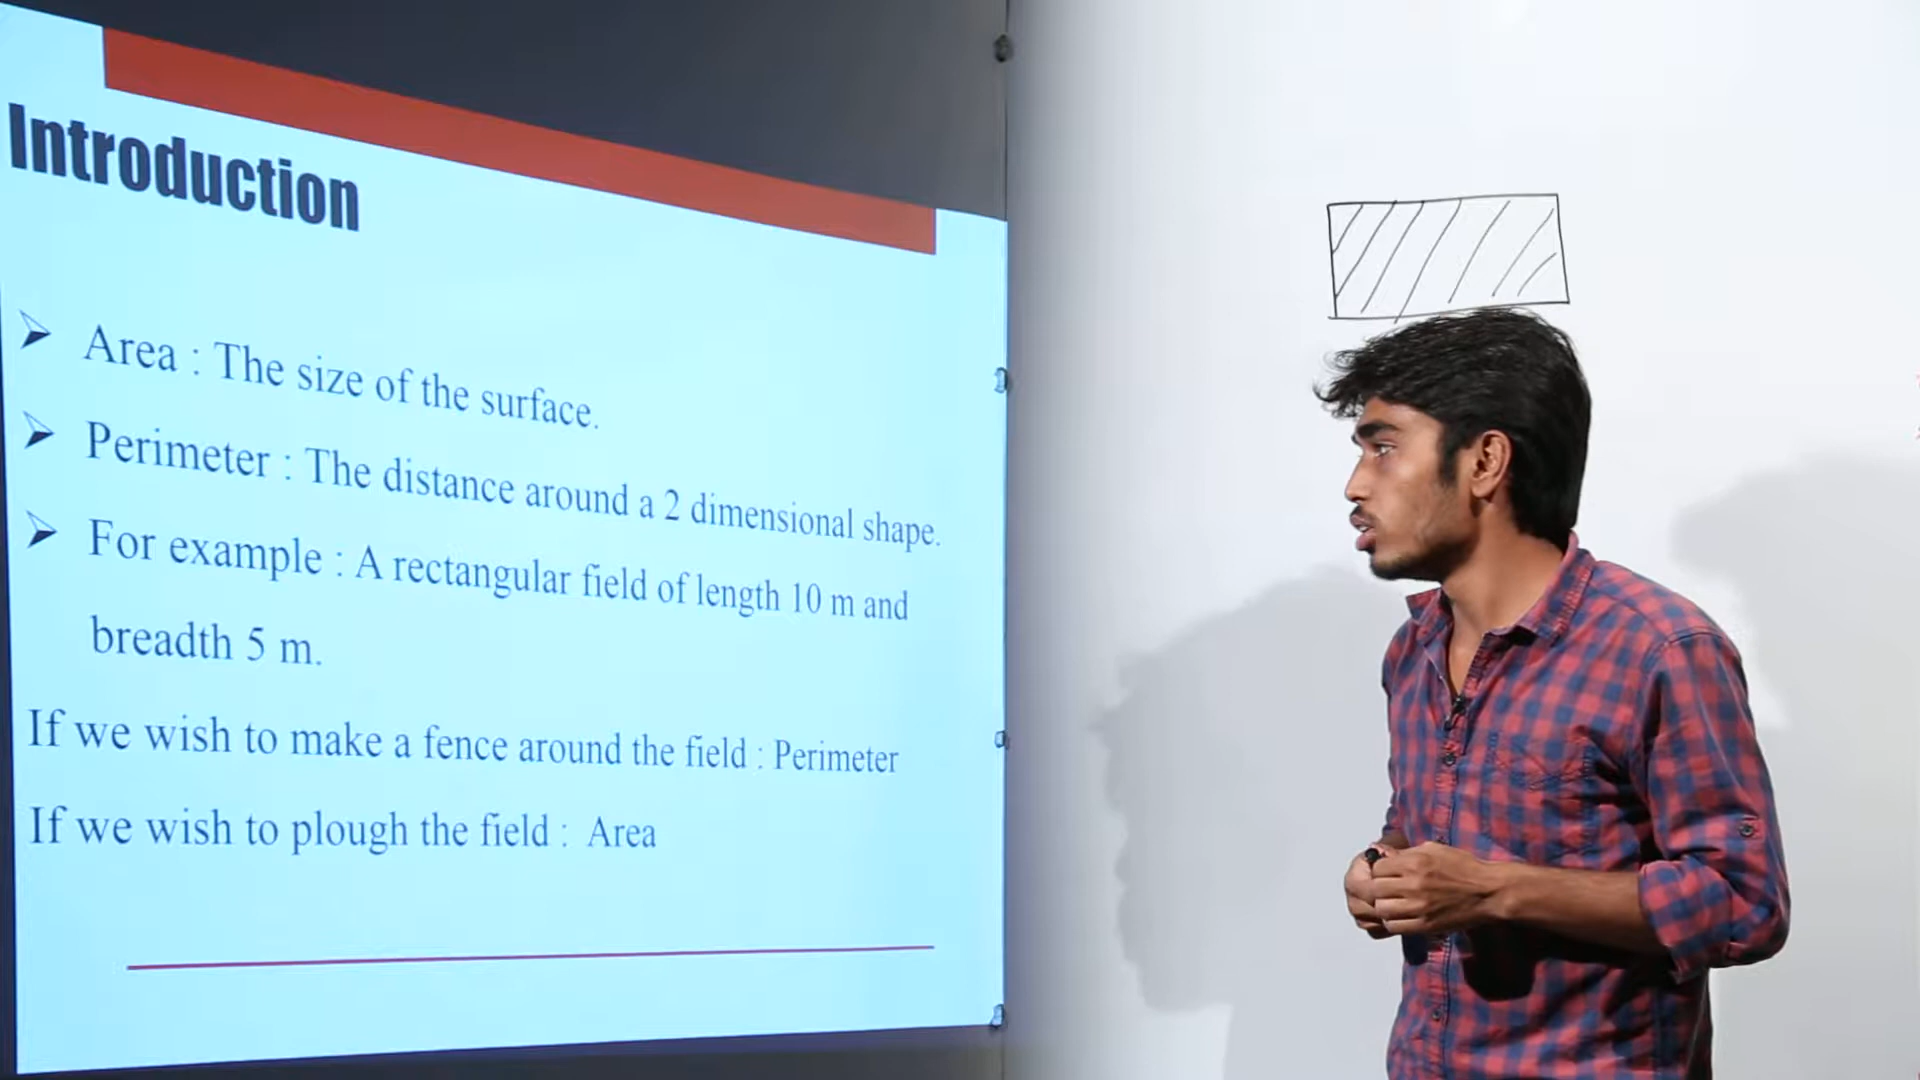 Introduction
Area : The size of the surface.
Perimeter : The distance around a 2 dimensional shape.
For example : A rectangular field of length 10 m and
breadth 5 m.
If we wish to make a fence around the field : Perimeter
If we wish to plough the field : Area